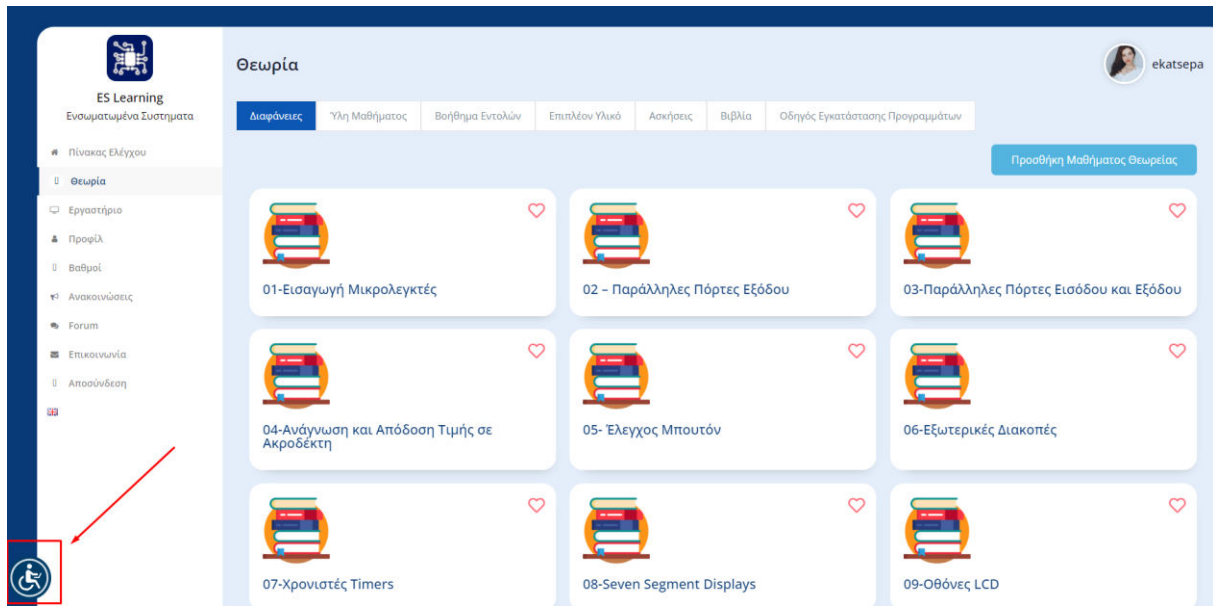 ES Learning
Ενσωματωμένα Συστηματα
Πίνακας Ελέγχου
Θεωρία
Εργαστήριο
Προφίλ
Βαθμοί
Ανακοινώσεις
Forum
Επικοινωνία
Αποσύνδεση
Θεωρία
ekatsepa
Διαφάνειες Ύλη Μαθήματος Βοήθημα Εντολών Επιπλέον Υλικό Ασκήσεις Βιβλία Οδηγός Εγκατάστασης Προγραμμάτων
Προσθήκη Μαθήματος Θεωρείας
01-Εισαγωγή Μικρολεγκτές
02 – Παράλληλες Πόρτες Εξόδου
03-Παράλληλες Πόρτες Εισόδου και Εξόδου
04-Ανάγνωση και Απόδοση Τιμής σε
Ακροδέκτη
05- Έλεγχος Μπουτόν
06-Εξωτερικές Διακοπές
07-Χρονιστές Timers
08-Seven Segment Displays
09-Οθόνες LCD